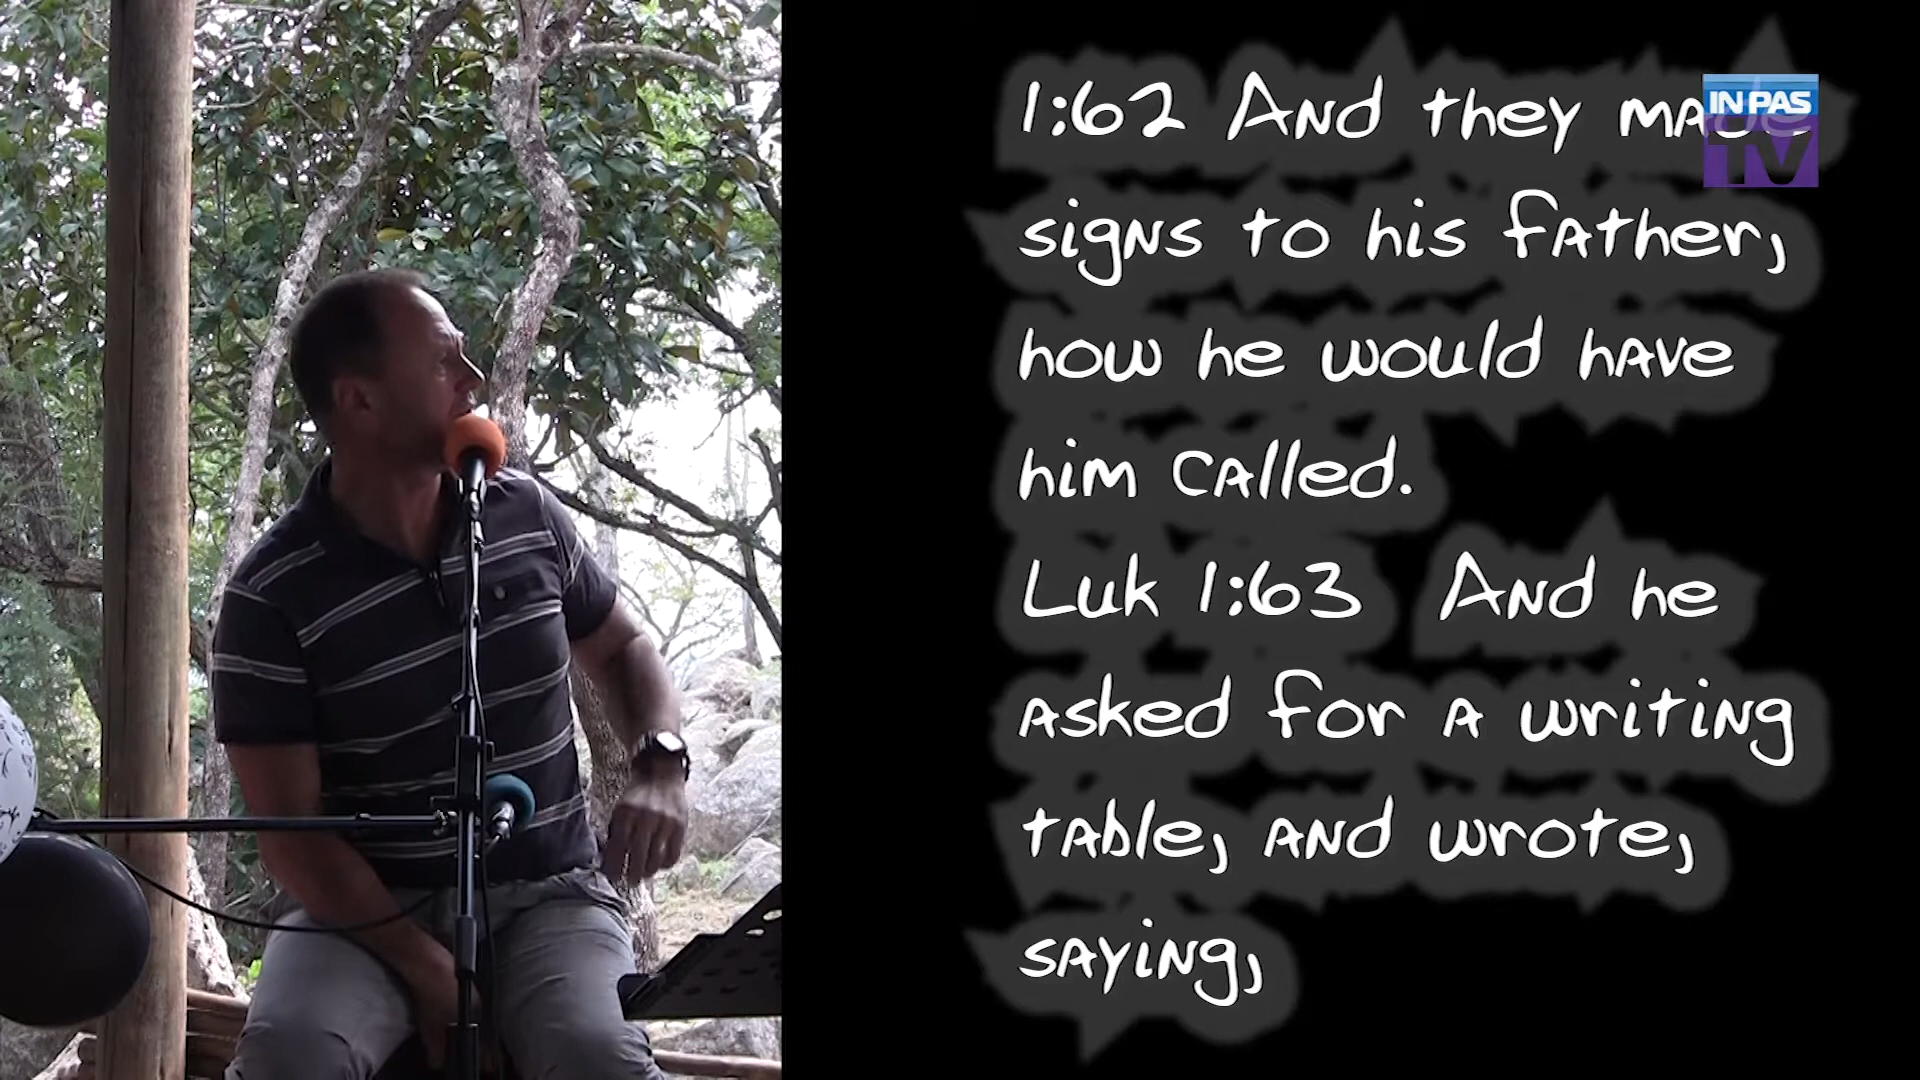 1:62 And they made
IN PAS
TV
signs to his father,
how he would have
him called.
Luk 1:63 And he
asked for a writing
table, and wrote,
saying,